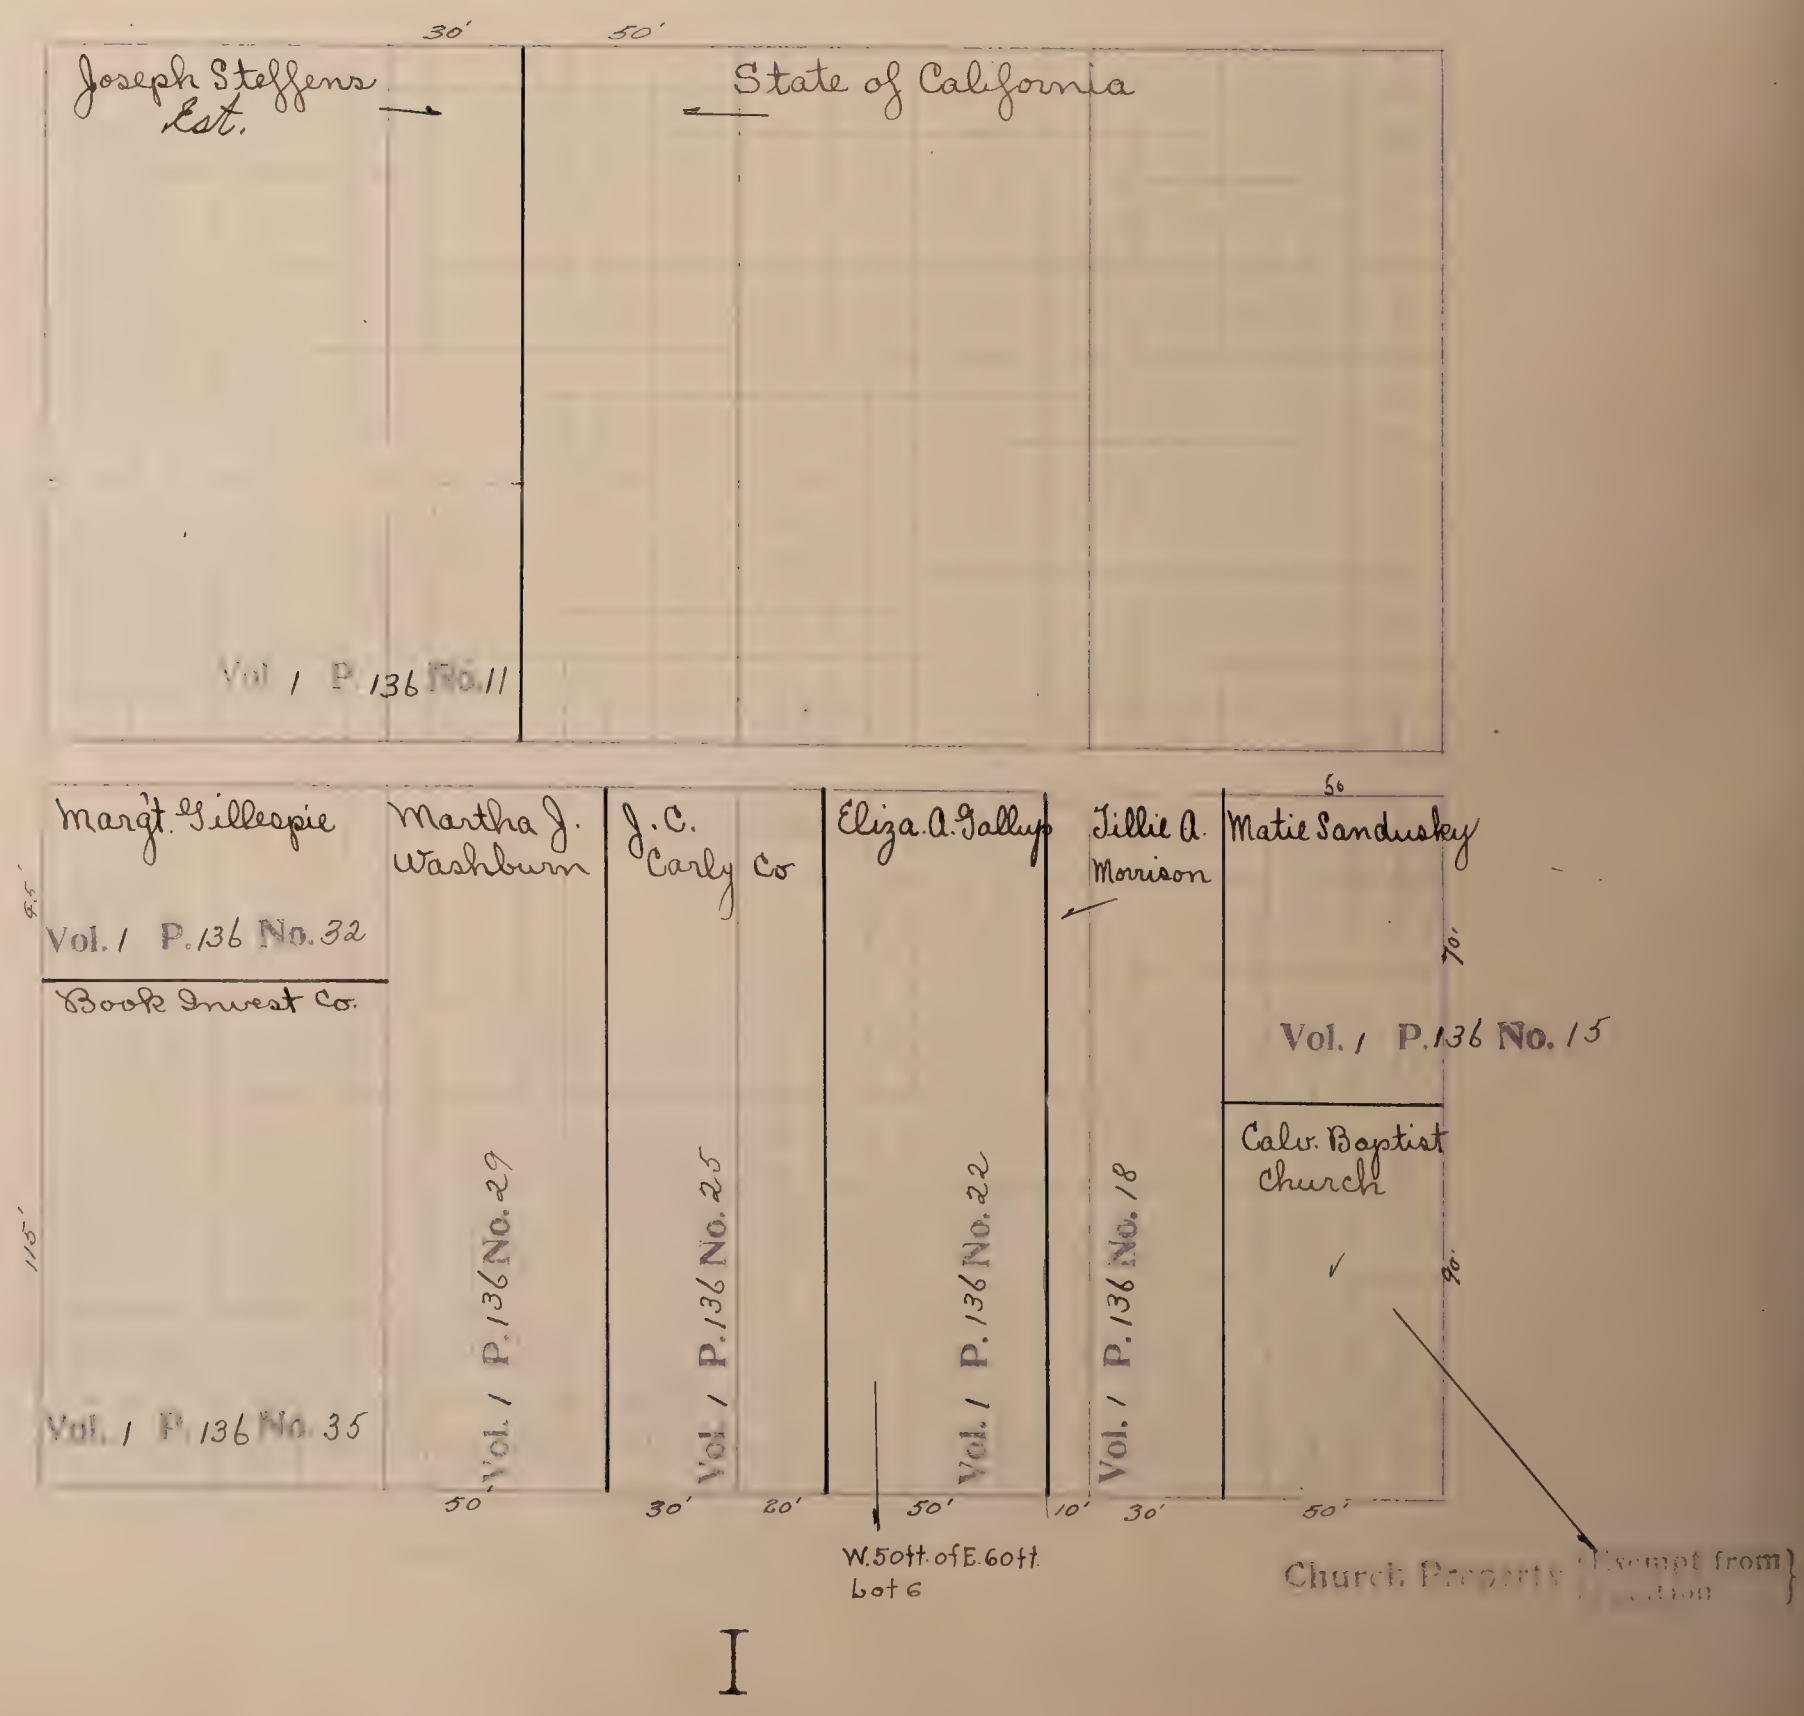 30' 50'
Joseph Steffens
Est.
State of California
Vol. 1 P. 136 No. 11
50
Margt. Gillespie
Martha J.
Washburn
J. C.
Carly Co
Eliza. A. Gallup
Tillie A.
Morrison
Matie Sandusky
45'
Vol. 1 P. 136 No. 32
70'
Book Invest Co.
Vol. 1 P. 136 No. 15
Calv. Baptist
Church
115'
90'
Vol. 1 P. 136 No. 35
Vol. 1 P. 136 No. 29
Vol. 1 P. 136 No. 25
Vol. 1 P. 136 No. 22
Vol. 1 P. 136 No. 18
50' 30' 20' 50' 10' 30' 50'
W. 50 ft. of E. 60 ft.
Lot 6
Church Property {Exempt from}
I